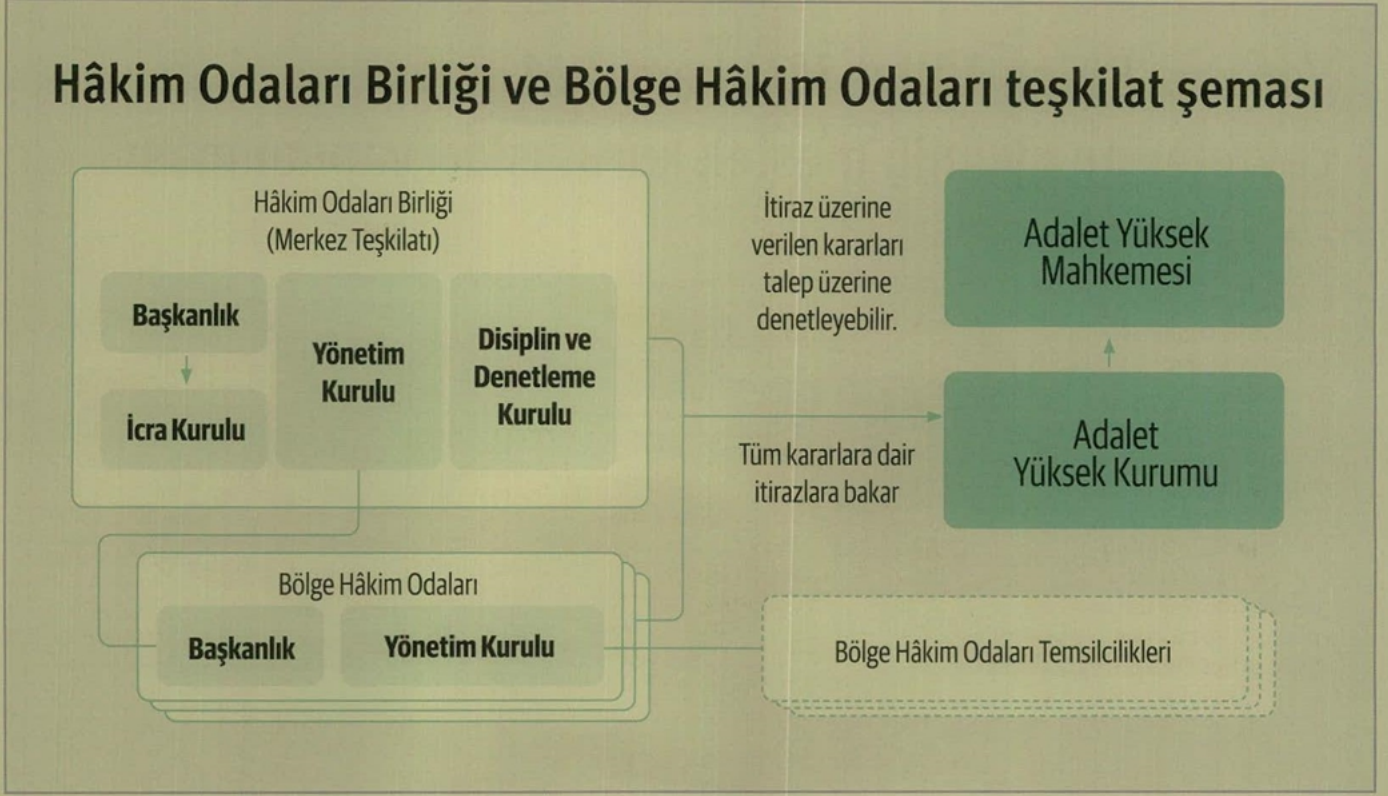 Hâkim Odaları Birliği ve Bölge Hâkim Odaları teşkilat şeması
Hâkim Odaları Birliği
(Merkez Teşkilatı)
Başkanlık
İcra Kurulu
Yönetim
Kurulu
Disiplin ve
Denetleme
Kurulu
İtiraz üzerine
verilen kararları
talep üzerine
denetleyebilir.
Adalet Yüksek
Mahkemesi
Tüm kararlara dair
itirazlara bakar
Adalet
Yüksek Kurumu
Bölge Hâkim Odaları
Başkanlık
Yönetim Kurulu
Bölge Hâkim Odaları Temsilcilikleri